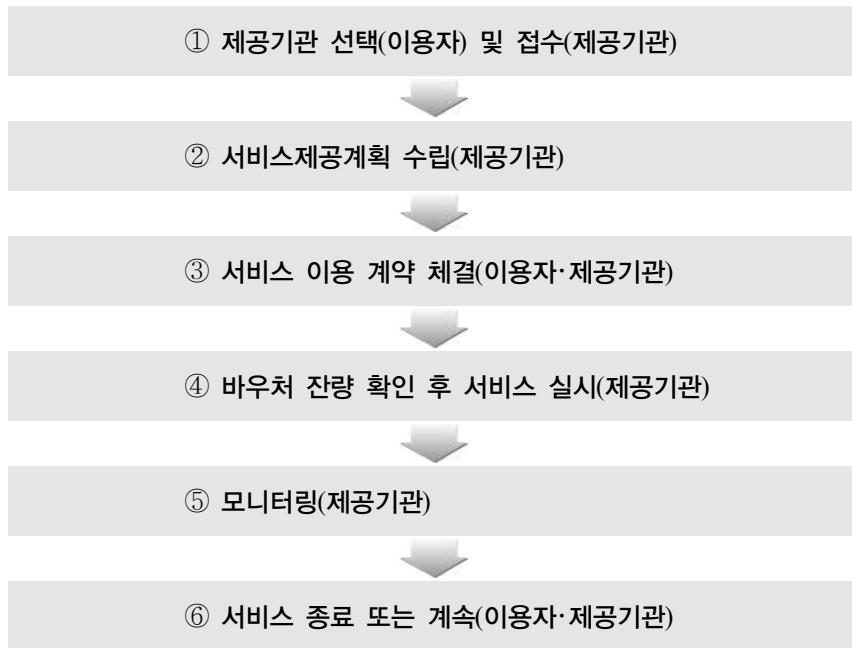 ① 제공기관 선택(이용자) 및 접수(제공기관)
② 서비스제공계획 수립(제공기관)
③ 서비스 이용 계약 체결(이용자·제공기관)
④ 바우처 잔량 확인 후 서비스 실시(제공기관)
⑤ 모니터링(제공기관)
⑥ 서비스 종료 또는 계속(이용자·제공기관)